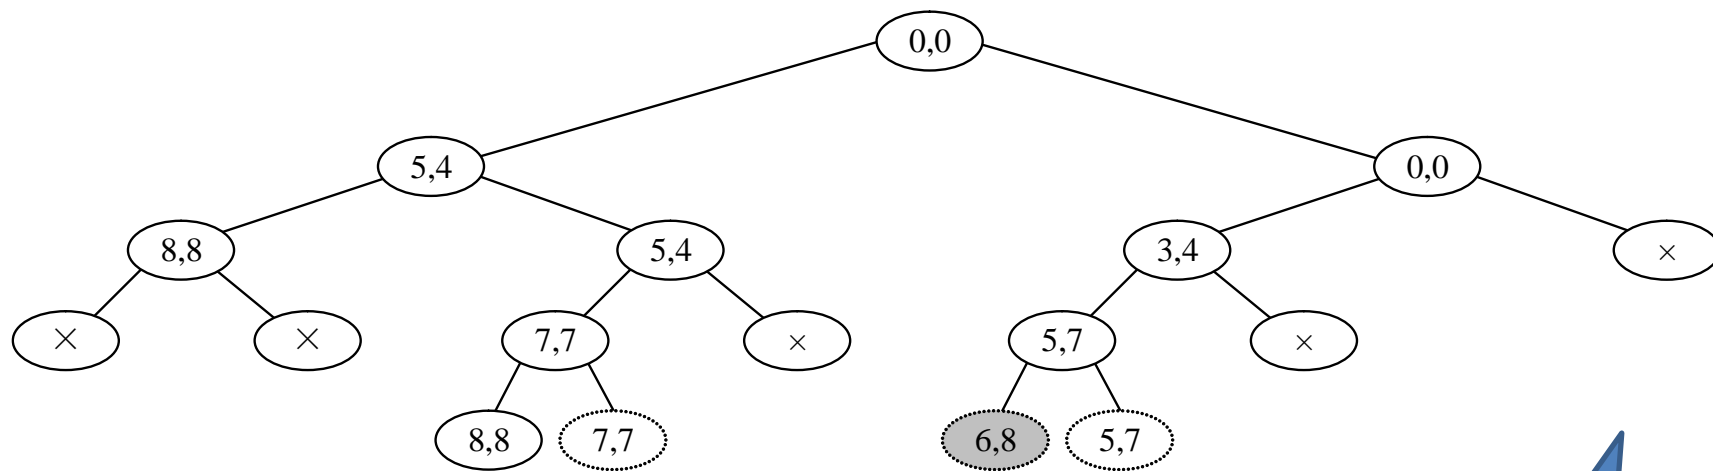 0,0
5,4 0,0
8,8 5,4 3,4 ×
× × 7,7 × 5,7 ×
8,8 7,7 6,8 5,7